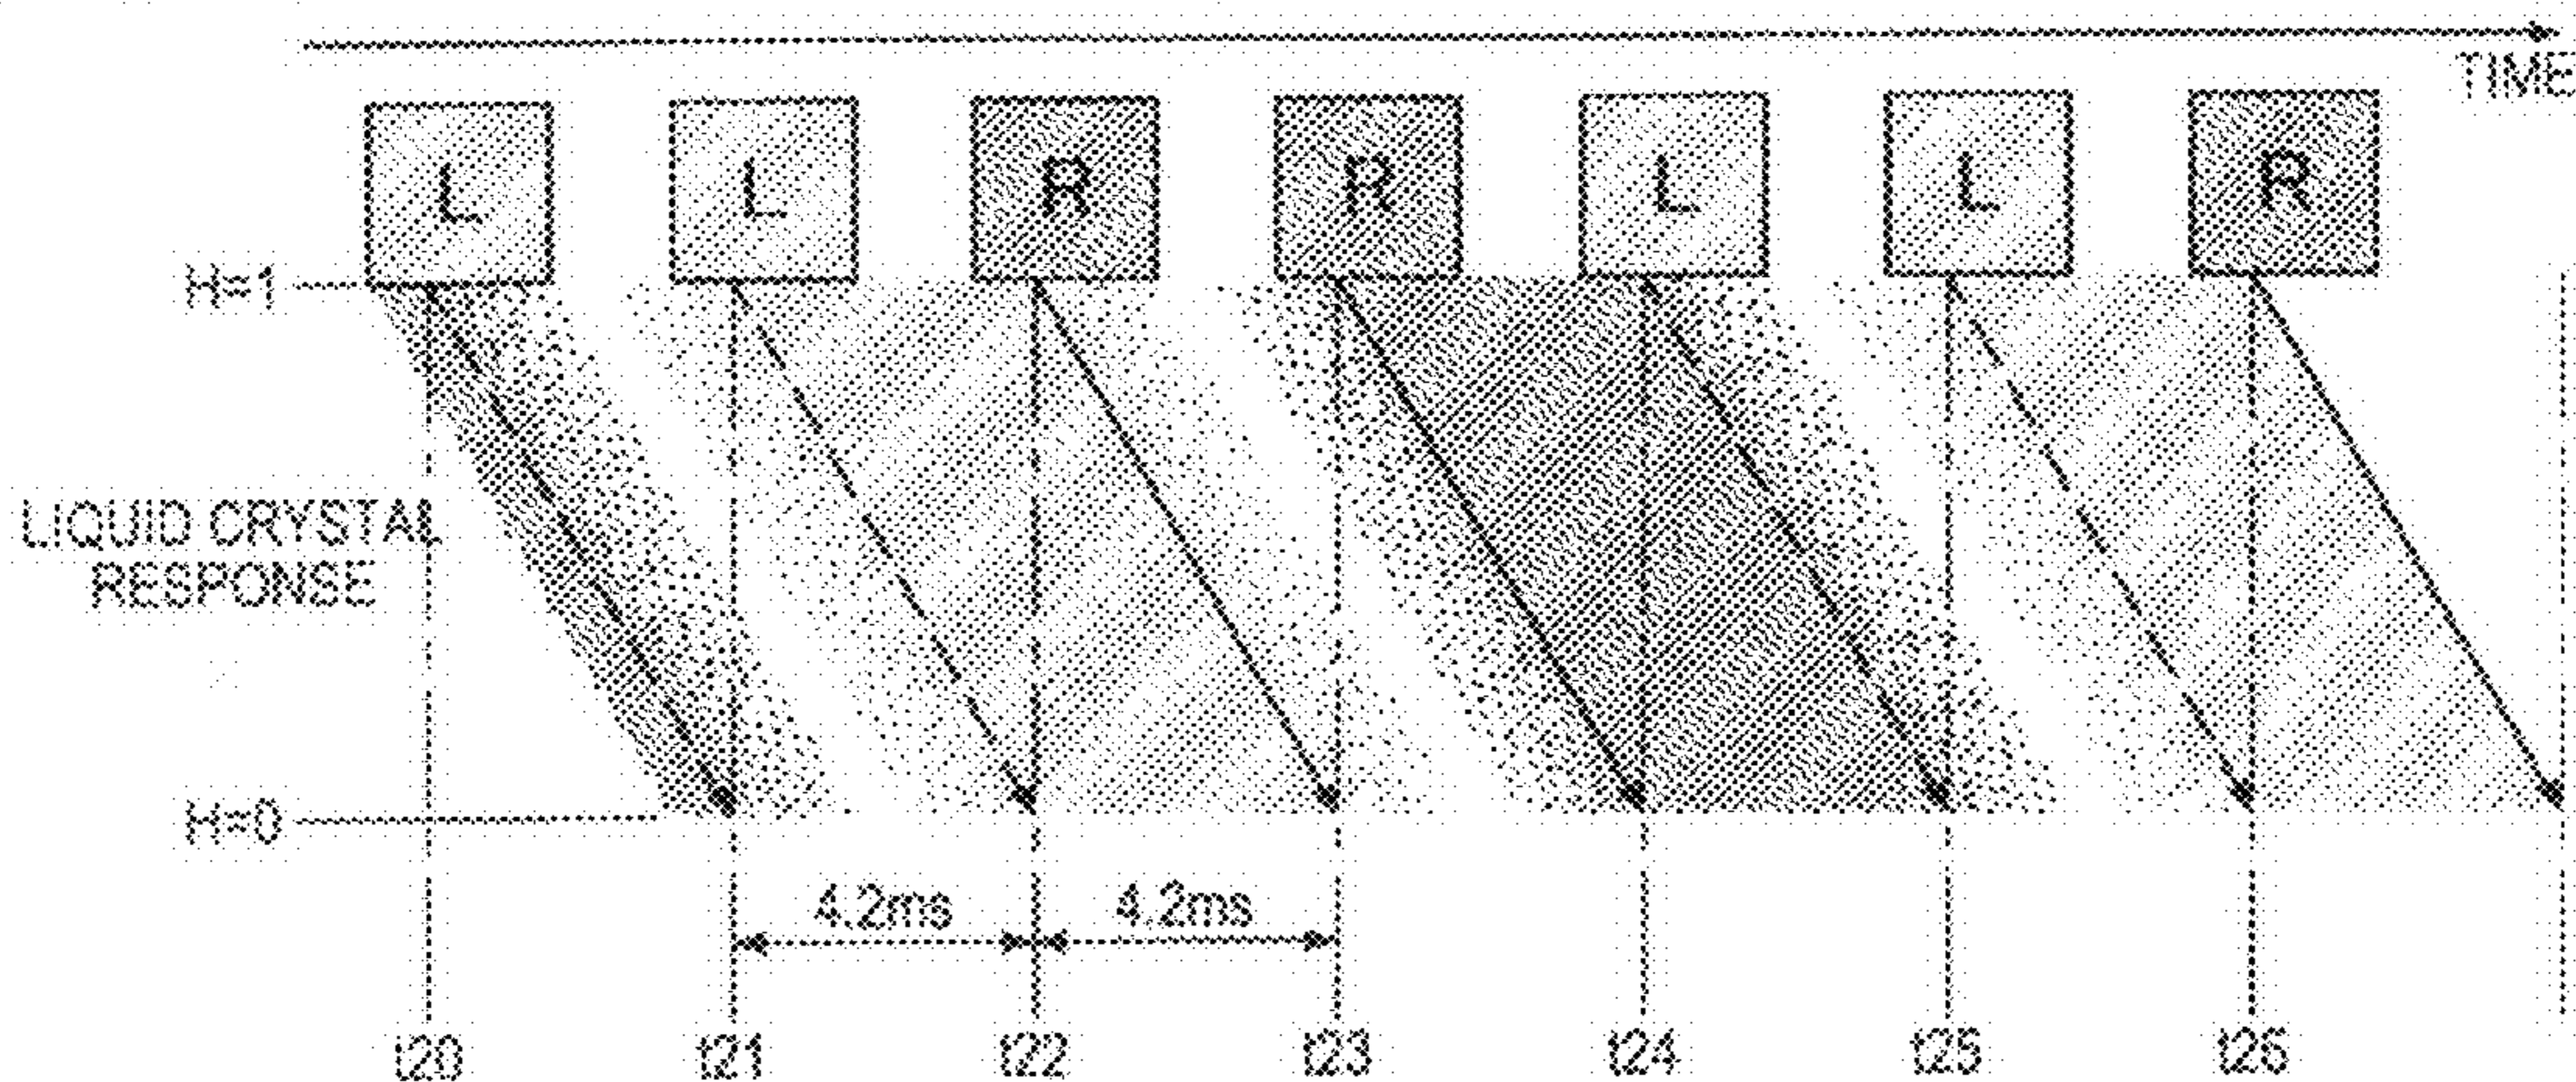 TIME
L L R R L L R
H=1
LIQUID CRYSTAL
RESPONSE
H=0
4.2ms 4.2ms
t20 t21 t22 t23 t24 t25 t26